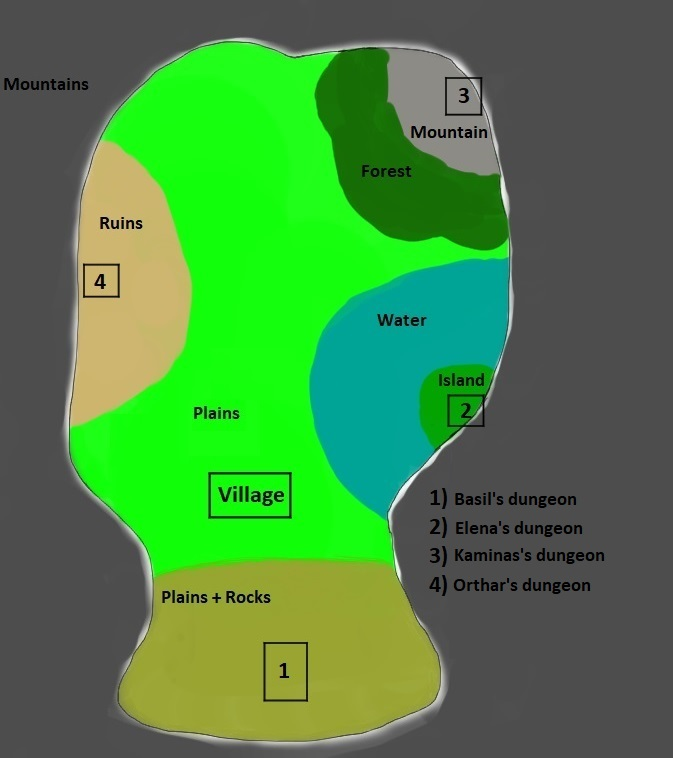 Mountains
3
Mountain
Forest
Ruins
4
Water
Island
2
Plains
Village
1) Basil's dungeon
2) Elena's dungeon
3) Kaminas's dungeon
4) Orthar's dungeon
Plains + Rocks
1